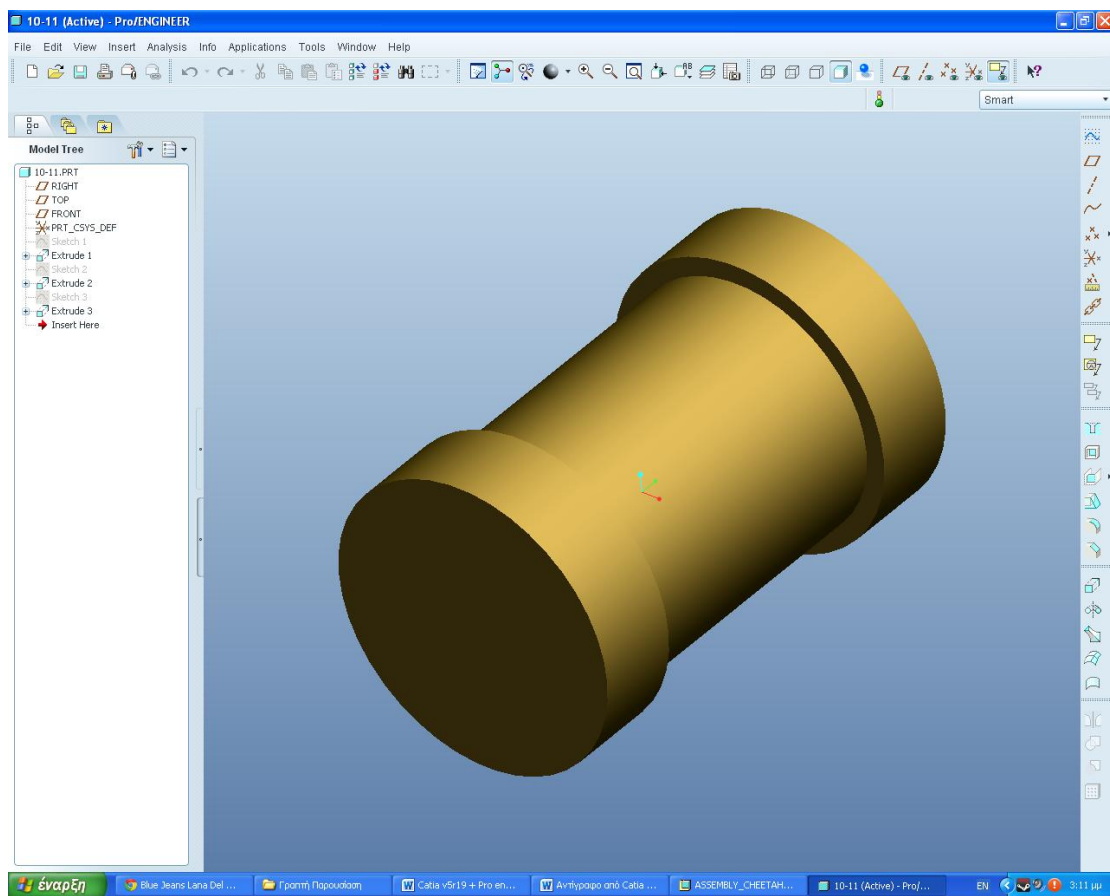 10-11 (Active) - Pro/ENGINEER
File Edit View Insert Analysis Info Applications Tools Window Help
Smart
Model Tree
10-11.PRT
RIGHT
TOP
FRONT
PRT_CSYS_DEF
Sketch 1
Extrude 1
Sketch 2
Extrude 2
Sketch 3
Extrude 3
Insert Here
έναρξη Blue Jeans Lana Del ... Γραπτή Παρουσίαση Catia v5r19 + Pro en... Αντίγραφο από Catia ... ASSEMBLY_CHEETAH... 10-11 (Active) - Pro/... EN 3:11 μμ